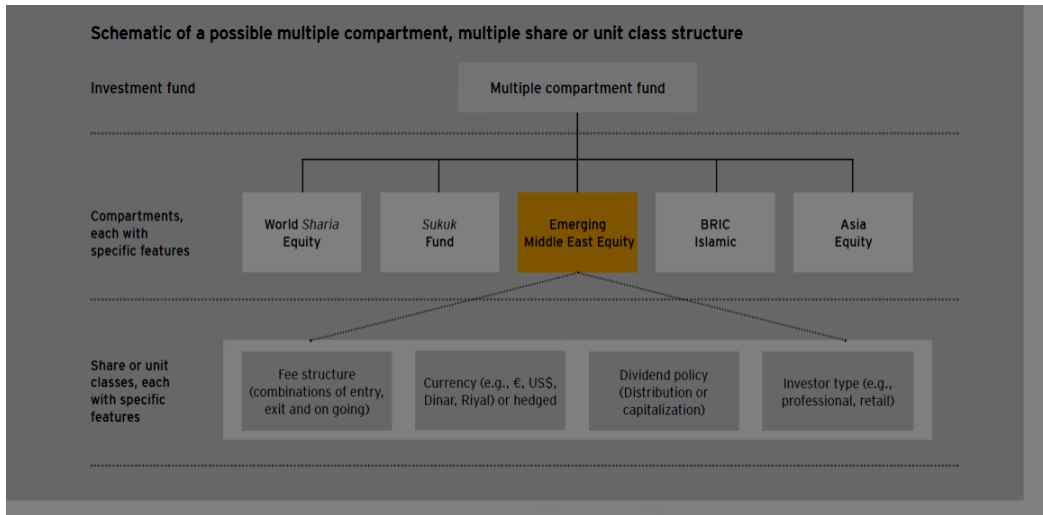 Schematic of a possible multiple compartment, multiple share or unit class structure
Investment fund
Multiple compartment fund
Compartments,
each with
specific features
World Sharia
Equity
Sukuk
Fund
Emerging
Middle East Equity
BRIC
Islamic
Asia
Equity
Share or unit
classes, each
with specific
features
Fee structure
(combinations of entry,
exit and on going)
Currency (e.g., €, US$,
Dinar, Riyal) or hedged
Dividend policy
(Distribution or
capitalization)
Investor type (e.g.,
professional, retail)